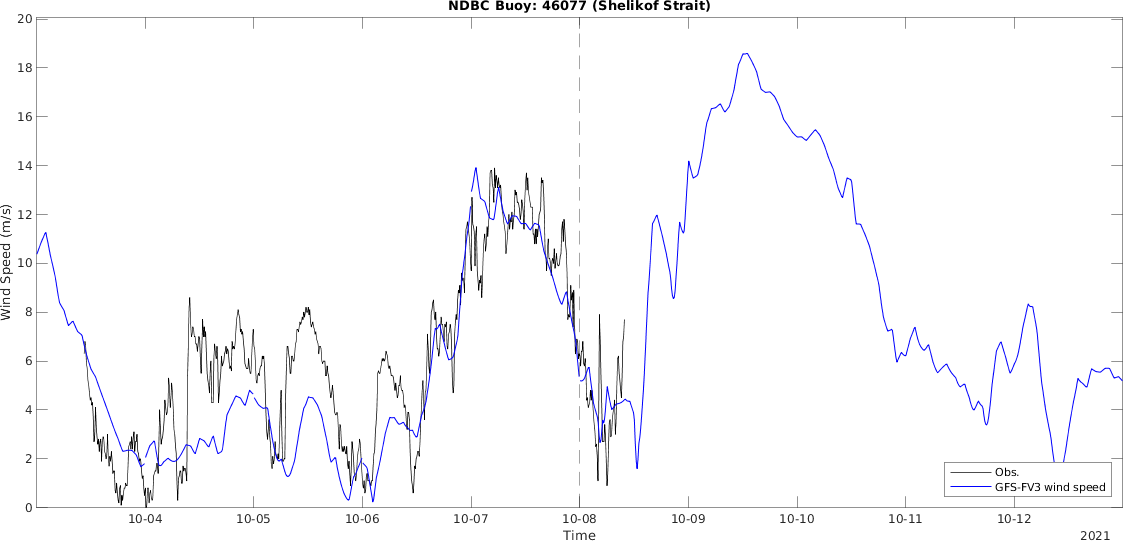 NDBC Buoy: 46077 (Shelikof Strait)
20
18
16
14
12
10
8
6
4
2
0
Wind Speed (m/s)
10-04 10-05 10-06 10-07 10-08 10-09 10-10 10-11 10-12
Time
2021
Obs.
GFS-FV3 wind speed